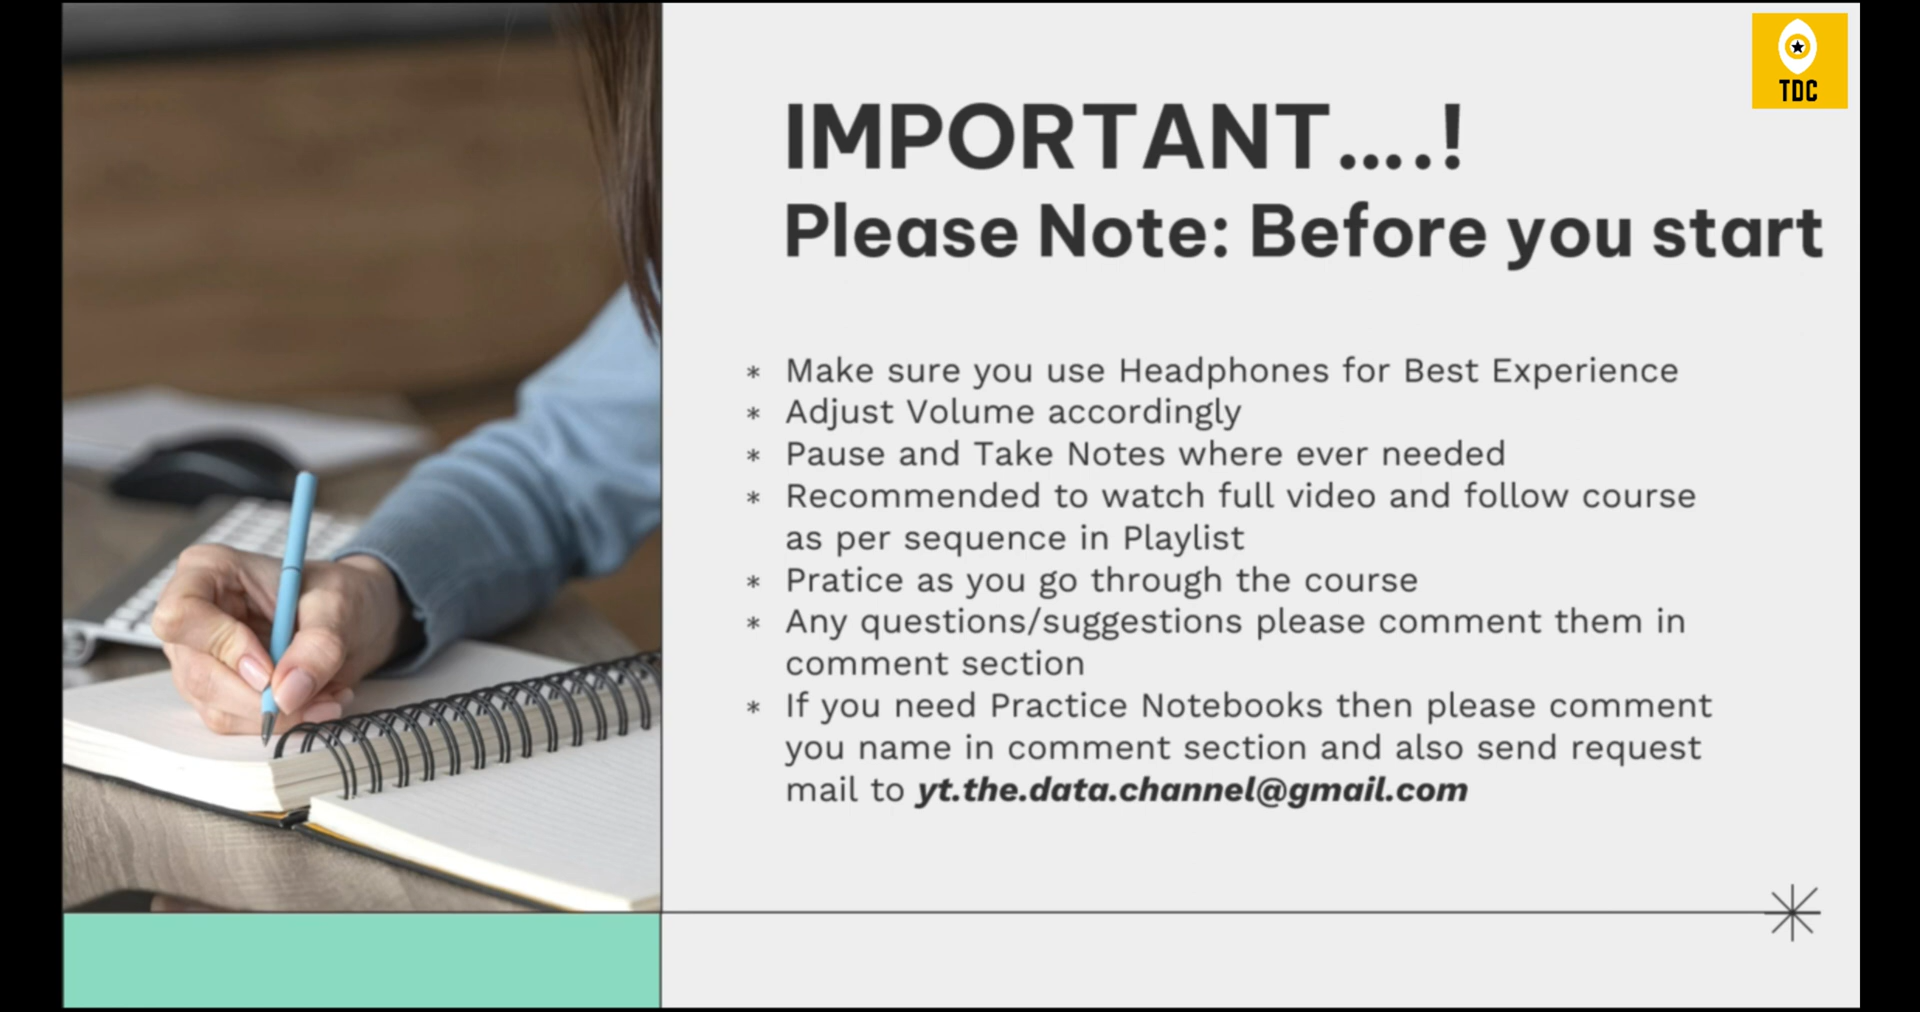 TDC
IMPORTANT....!
Please Note: Before you start
* Make sure you use Headphones for Best Experience
* Adjust Volume accordingly
* Pause and Take Notes where ever needed
* Recommended to watch full video and follow course
as per sequence in Playlist
* Pratice as you go through the course
* Any questions/suggestions please comment them in
comment section
* If you need Practice Notebooks then please comment
you name in comment section and also send request
mail to yt.the.data.channel@gmail.com